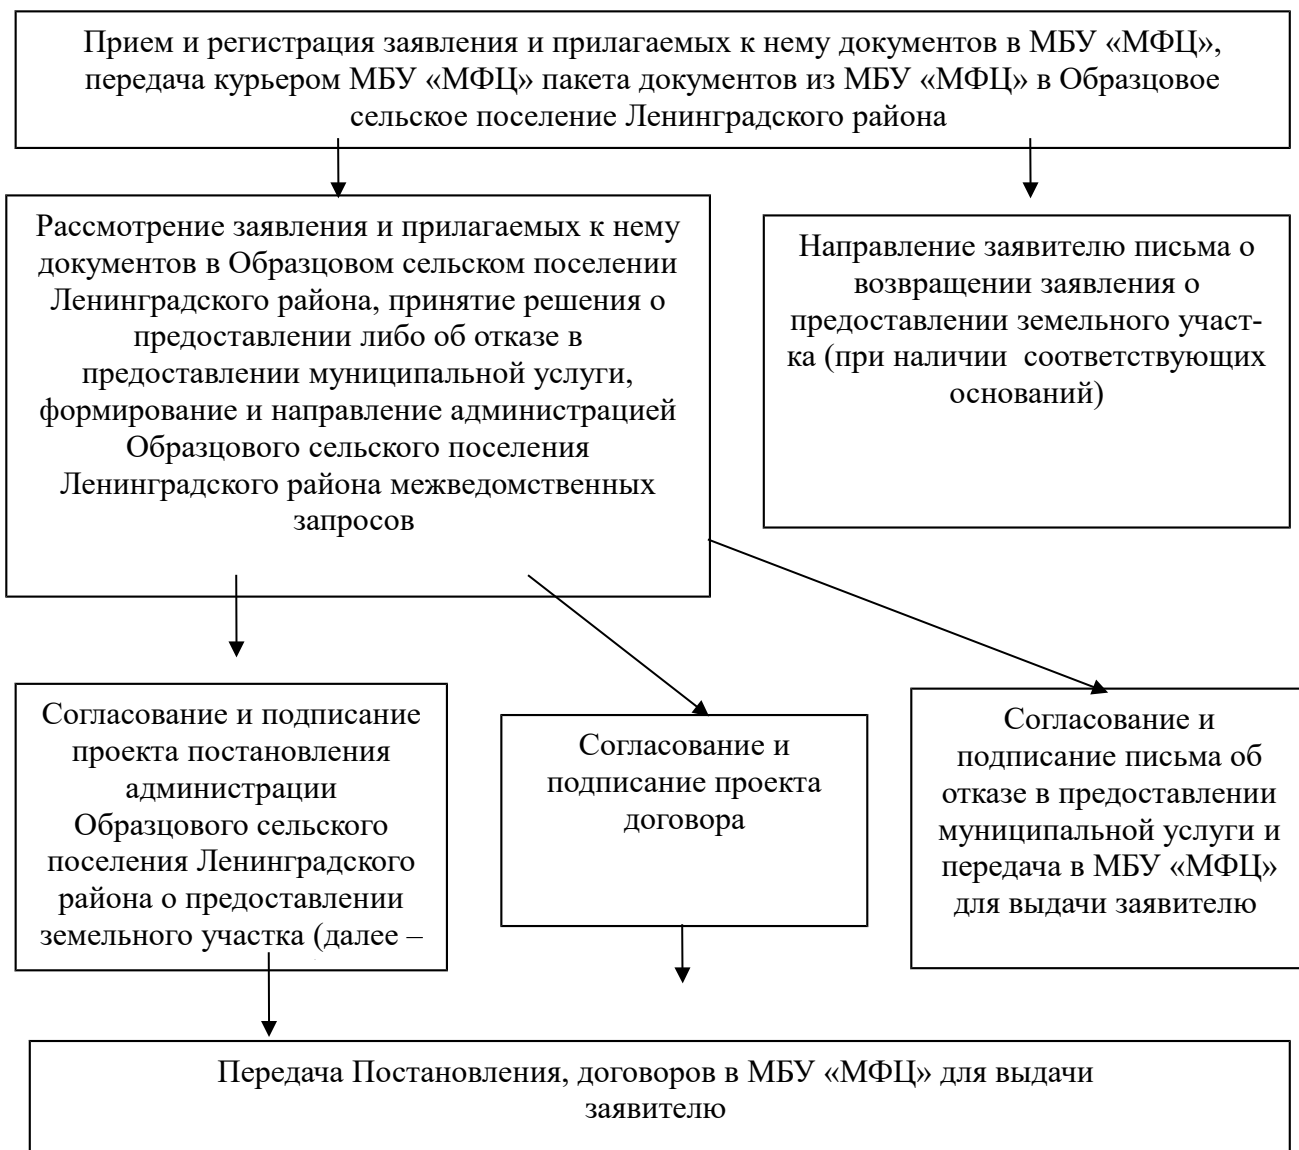 Прием и регистрация заявления и прилагаемых к нему документов в МБУ «МФЦ»,
передача курьером МБУ «МФЦ» пакета документов из МБУ «МФЦ» в Образцовое
сельское поселение Ленинградского района
Рассмотрение заявления и прилагаемых к нему
документов в Образцовом сельском поселении
Ленинградского района, принятие решения о
предоставлении либо об отказе в
предоставлении муниципальной услуги,
формирование и направление администрацией
Образцового сельского поселения
Ленинградского района межведомственных
запросов
Направление заявителю письма о
возвращении заявления о
предоставлении земельного участ-
ка (при наличии  соответствующих
оснований)
Согласование и подписание
проекта постановления
администрации
Образцового сельского
поселения Ленинградского
района о предоставлении
земельного участка (далее –
Согласование и
подписание проекта
договора
Согласование и
подписание письма об
отказе в предоставлении
муниципальной услуги и
передача в МБУ «МФЦ»
для выдачи заявителю
Передача Постановления, договоров в МБУ «МФЦ» для выдачи
заявителю